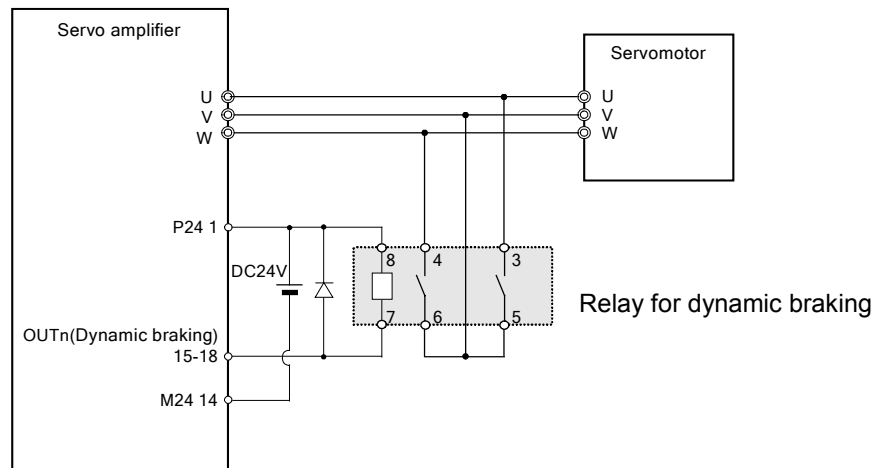 Servo amplifier
Servomotor
U
V
W
U
V
W
P24 1
8
4
3
DC24V
Relay for dynamic braking
7
6
5
OUTn(Dynamic braking)
15-18
M24 14